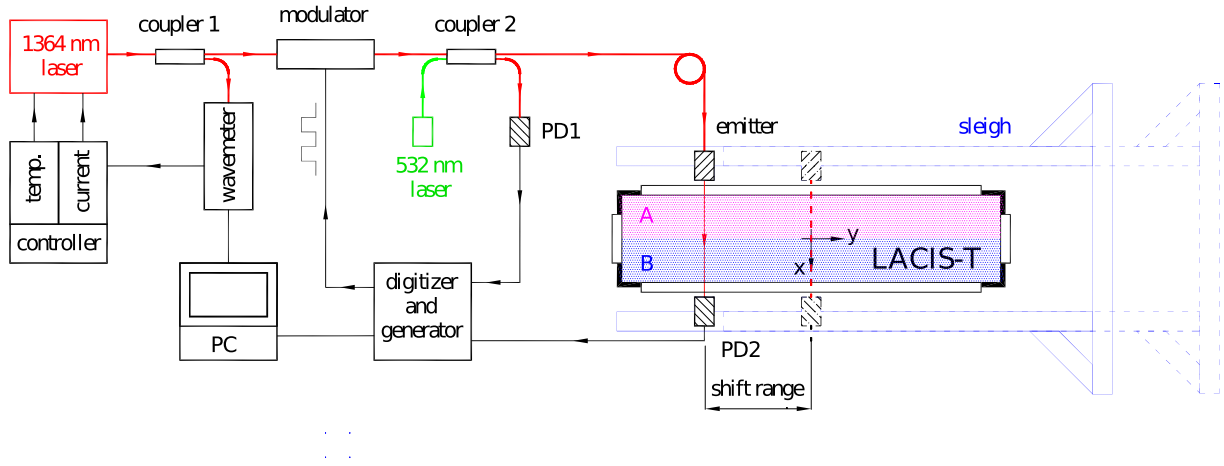 modulator
coupler 1
coupler 2
1364 nm
laser
PD1
emitter
sleigh
532 nm
laser
wavemeter
temp.
current
controller
A
B
y
x
LACIS-T
digitizer
and
generator
PC
PD2
shift range